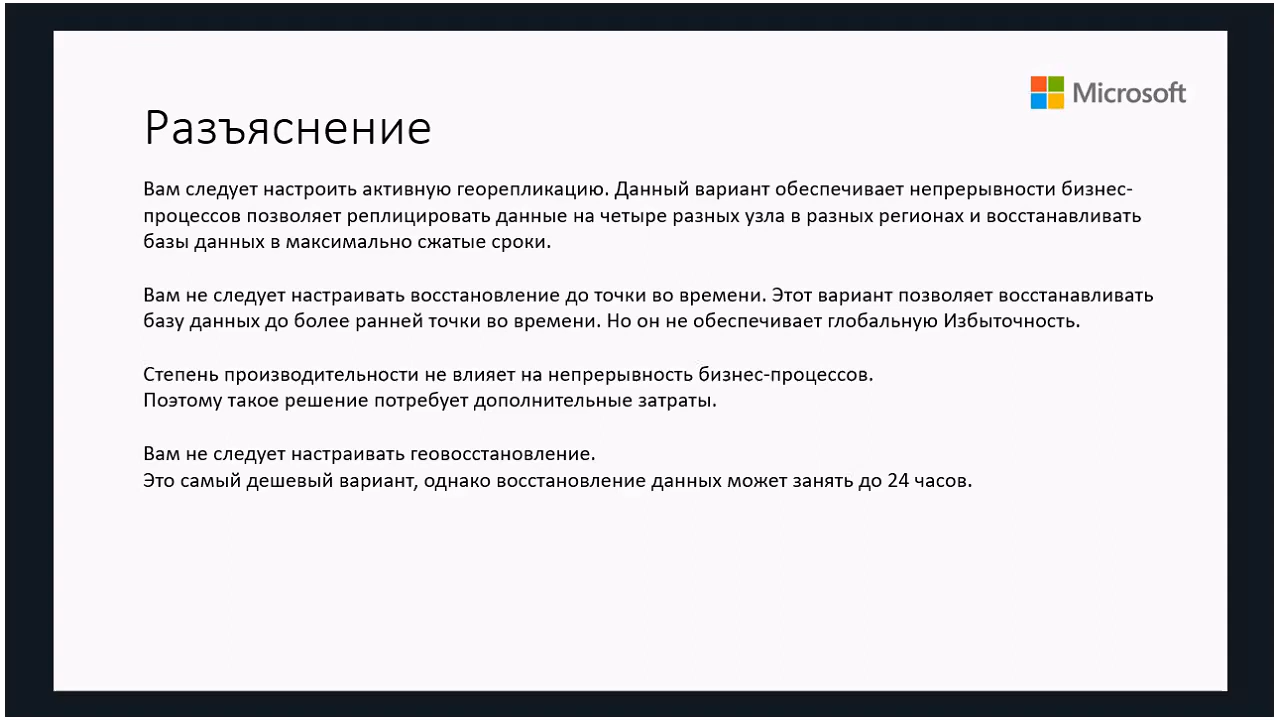 Microsoft
Разъяснение
Вам следует настроить активную георепликацию. Данный вариант обеспечивает непрерывности бизнес-
процессов позволяет реплицировать данные на четыре разных узла в разных регионах и восстанавливать
базы данных в максимально сжатые сроки.
Вам не следует настраивать восстановление до точки во времени. Этот вариант позволяет восстанавливать
базу данных до более ранней точки во времени. Но он не обеспечивает глобальную Избыточность.
Степень производительности не влияет на непрерывность бизнес-процессов.
Поэтому такое решение потребует дополнительные затраты.
Вам не следует настраивать геовосстановление.
Это самый дешевый вариант, однако восстановление данных может занять до 24 часов.